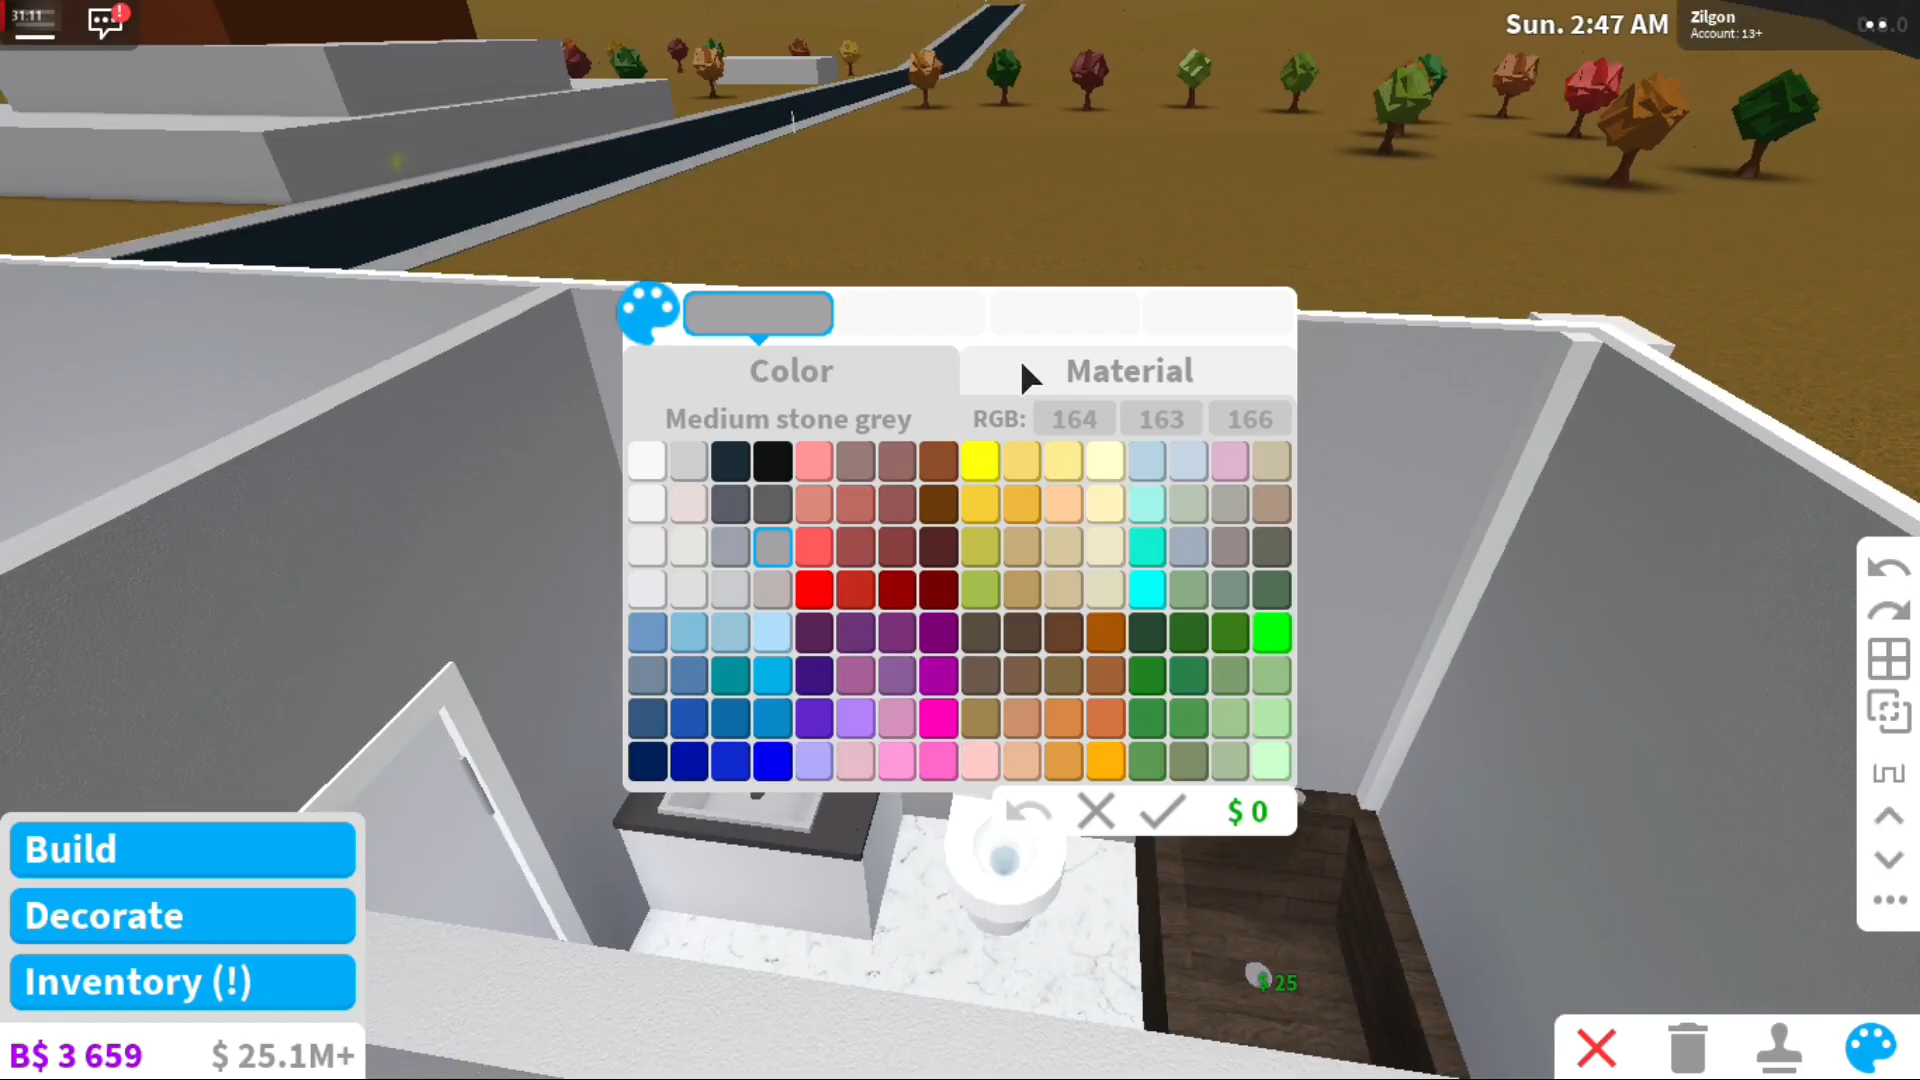 31:11
!
Sun. 2:47 AM
Zilgon
Account: 13+
Color
Material
Medium stone grey
RGB: 164 163 166
$ 0
Build
Decorate
Inventory (!)
$ 25
B$ 3 659
$ 25.1M+